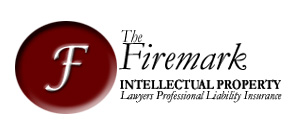 F
The
Firemark
INTELLECTUAL PROPERTY
Lawyers Professional Liability Insurance